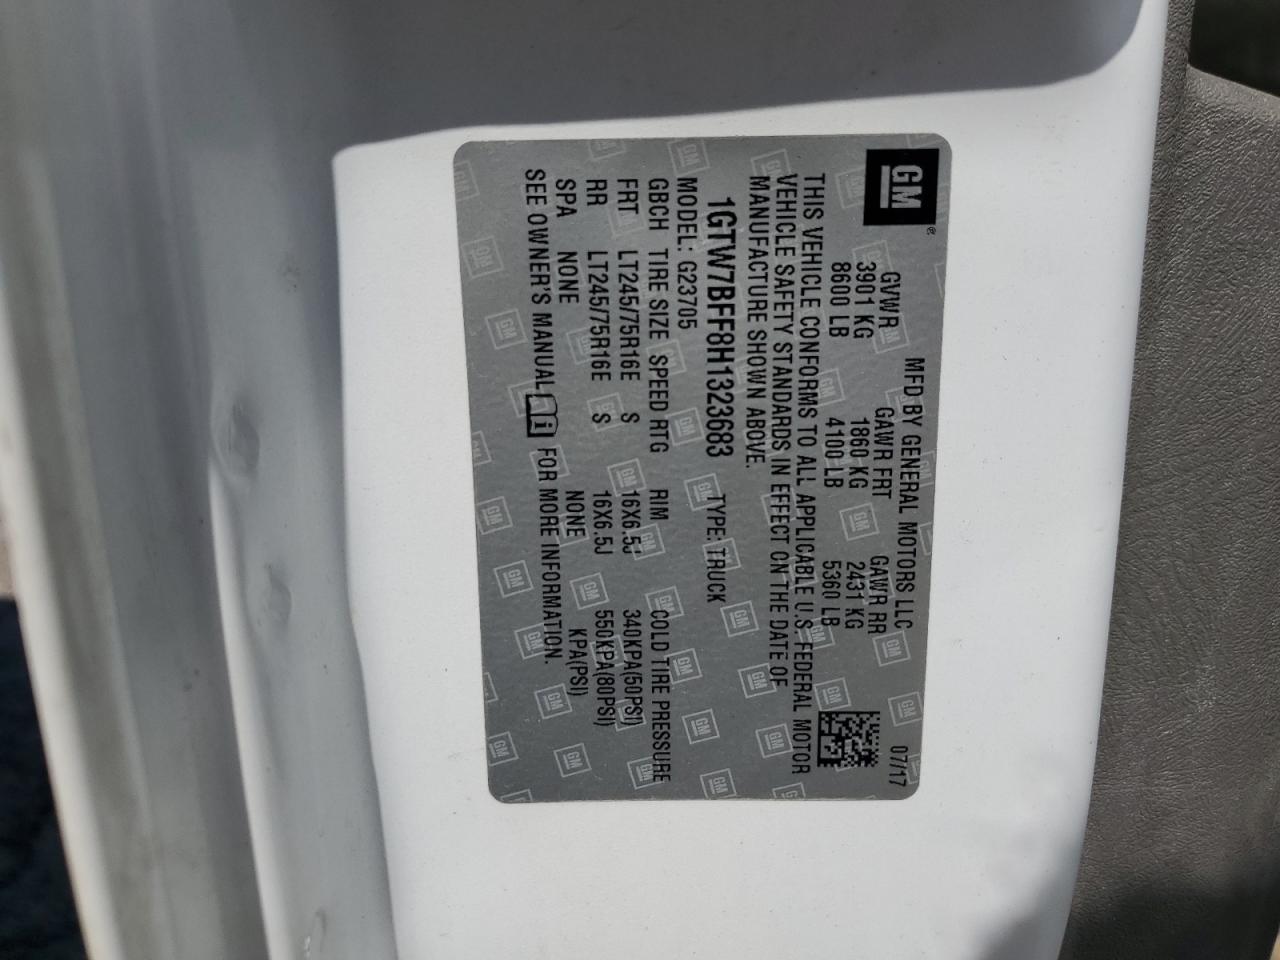 GM®
MFD BY GENERAL MOTORS LLC 07/17
GVWR GAWR FRT GAWR RR
3901 KG 1860 KG 2431 KG
8600 LB 4100 LB 5360 LB
THIS VEHICLE CONFORMS TO ALL APPLICABLE U.S. FEDERAL MOTOR
VEHICLE SAFETY STANDARDS IN EFFECT ON THE DATE OF
MANUFACTURE SHOWN ABOVE.
1GTW7BFF8H1323683 TYPE: TRUCK
MODEL: G23705
GBCH TIRE SIZE SPEED RTG RIM COLD TIRE PRESSURE
FRT LT245/75R16E S 16X6.5J 340KPA(50PSI)
RR LT245/75R16E S 16X6.5J 550KPA(80PSI)
SPA NONE NONE KPA(PSI)
SEE OWNER'S MANUAL i FOR MORE INFORMATION.